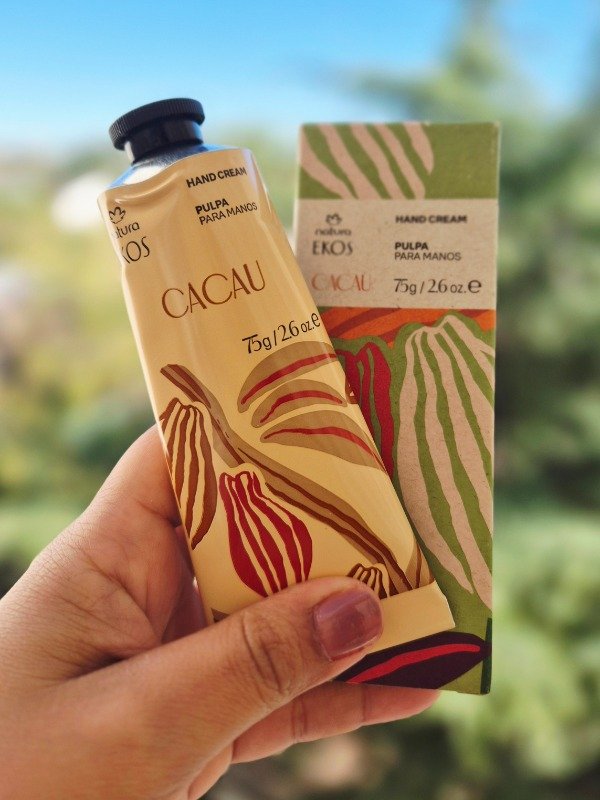 HAND CREAM
PULPA
PARA MANOS
natura
EKOS
CACAU
75g / 2.6 oz. e
natura
EKOS
CACAU
HAND CREAM
PULPA
PARA MANOS
75g / 2.6 oz. e